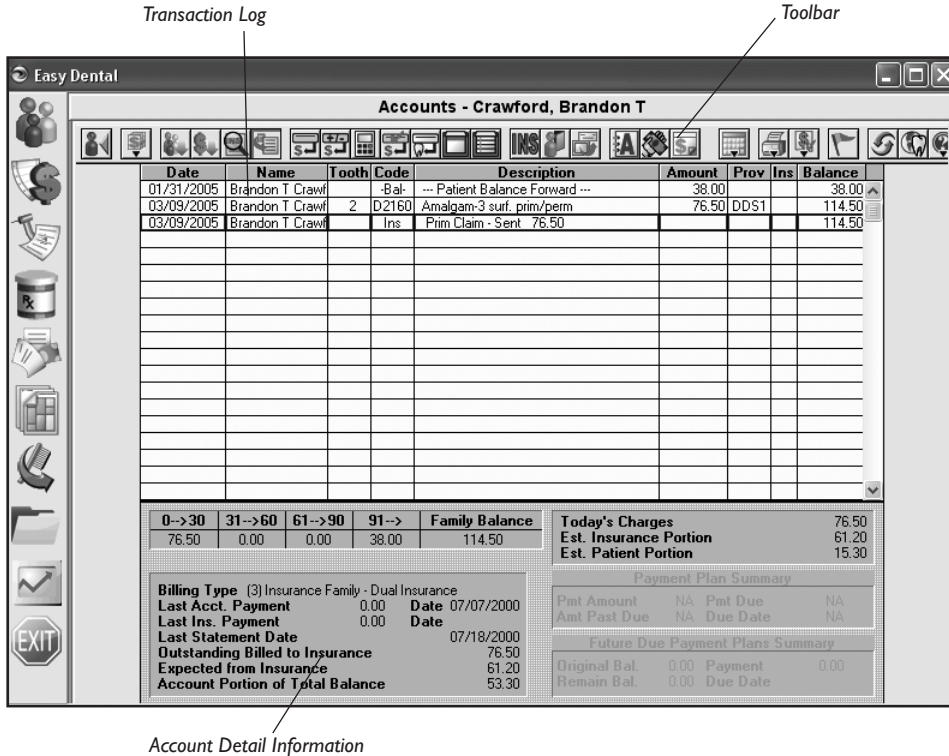 Transaction Log
Toolbar
Easy Dental
Accounts - Crawford, Brandon T
INS A
Date Name Tooth Code Description Amount Prov Ins Balance
01/31/2005 Brandon T Crawf -Bal- --- Patient Balance Forward --- 38.00 38.00
03/09/2005 Brandon T Crawf 2 D2160 Amalgam-3 surf. prim/perm 76.50 DDS1 114.50
03/09/2005 Brandon T Crawf Ins Prim Claim - Sent 76.50 114.50
Rx
EXIT
0-->30 31-->60 61-->90 91--> Family Balance
76.50 0.00 0.00 38.00 114.50
Today's Charges 76.50
Est. Insurance Portion 61.20
Est. Patient Portion 15.30
Billing Type (3) Insurance Family - Dual Insurance
Last Acct. Payment 0.00 Date 07/07/2000
Last Ins. Payment 0.00 Date
Last Statement Date 07/18/2000
Outstanding Billed to Insurance 76.50
Expected from Insurance 61.20
Account Portion of Total Balance 53.30
Payment Plan Summary
Pmt Amount NA Pmt Due NA
Amt Past Due NA Due Date NA
Future Due Payment Plans Summary
Original Bal. 0.00 Payment 0.00
Remain Bal. 0.00 Due Date
Account Detail Information